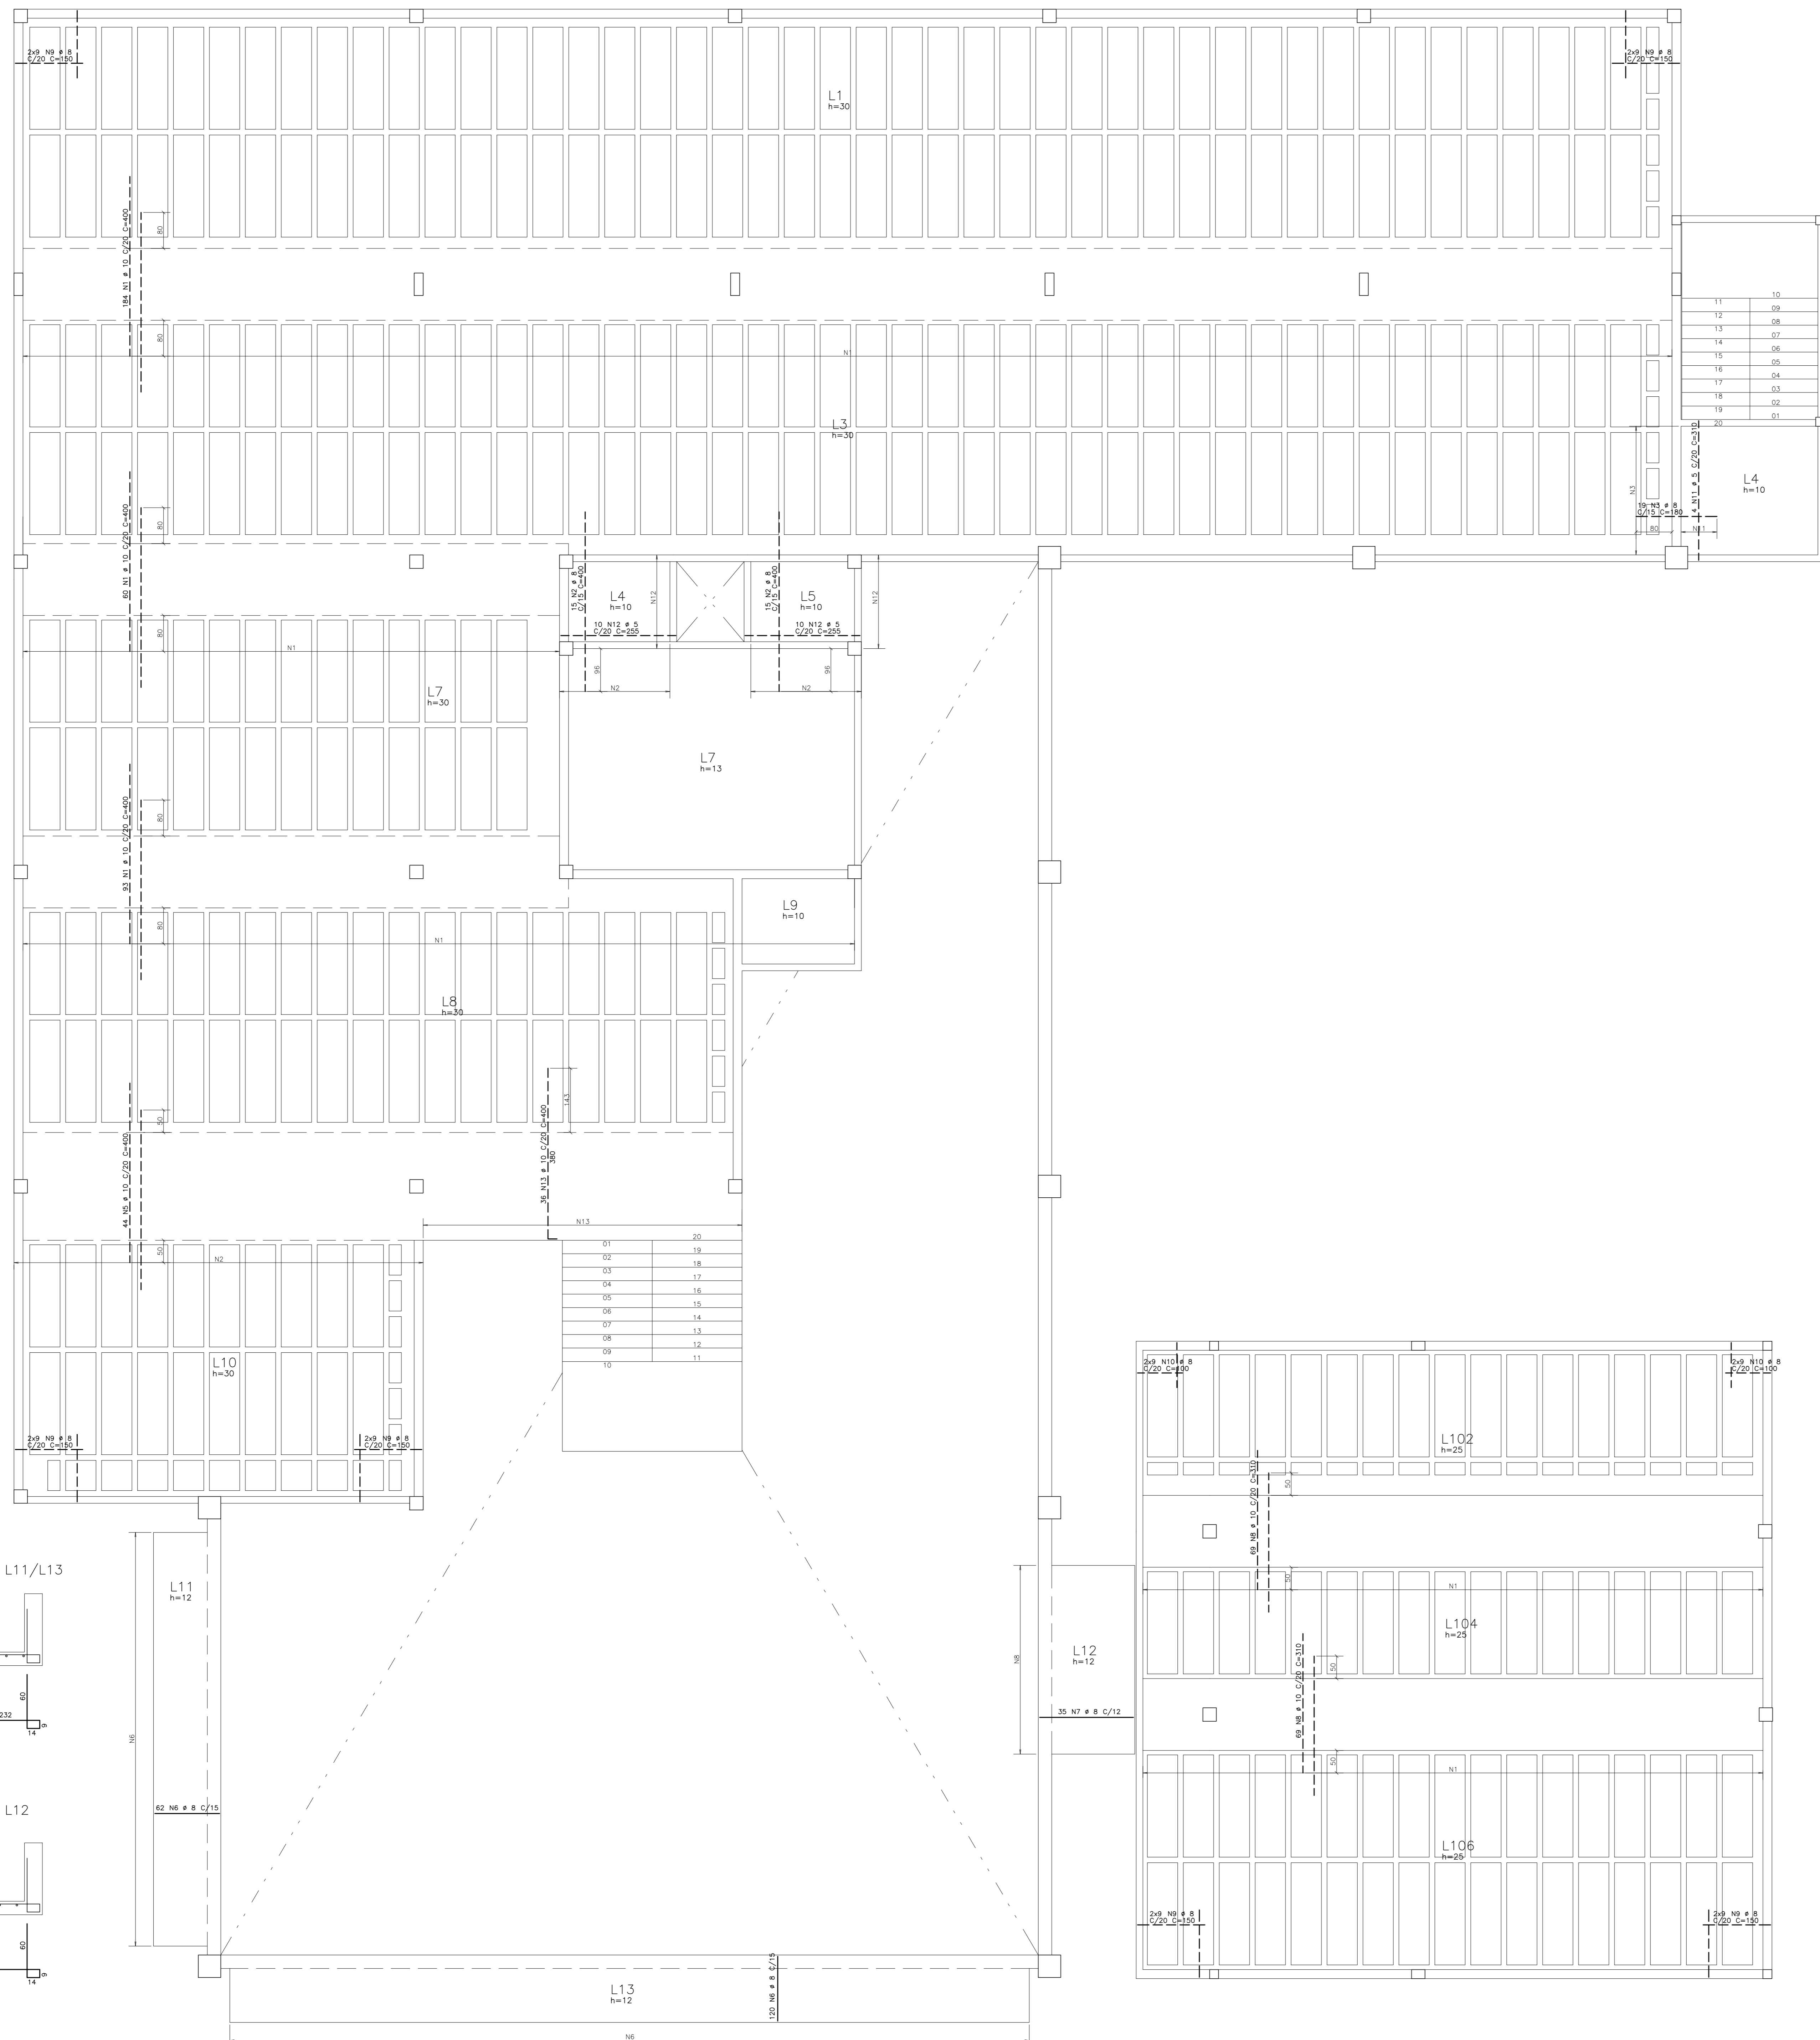 2x9 N9 ø 8
C/20 C=150
2x9 N9 ø 8
C/20 C=150
L1
h=30
184 N1 ø 10 C/20 C=400
80
80
N1
L3
h=30
10
11
09
12
08
13
07
14
06
15
05
16
04
17
03
18
02
19
01
20
N3
19 N3 ø 8
C/15 C=180
80
N11
L4
h=10
60 N1 ø 10 C/20 C=400
80
80
N1
15 N2 ø 8
C/15 C=400
L4
h=10
N12
10 N12 ø 5
C/20 C=255
15 N2 ø 8
C/15 C=400
L5
h=10
N12
10 N12 ø 5
C/20 C=255
96
N2
96
N2
L7
h=30
L7
h=13
93 N1 ø 10 C/20 C=400
80
80
N1
L9
h=10
L8
h=30
44 N5 ø 10 C/20 C=400
50
50
N2
143
36 N13 ø 10 C/20 C=400
380
N13
20
01
19
02
18
03
17
04
16
05
15
06
14
07
13
08
12
09
11
10
L10
h=30
2x9 N9 ø 8
C/20 C=150
2x9 N9 ø 8
C/20 C=150
2x9 N10 ø 8
C/20 C=100
2x9 N10 ø 8
C/20 C=100
L102
h=25
69 N8 ø 10 C/20 C=310
50
50
N1
L104
h=25
69 N8 ø 10 C/20 C=310
50
50
N1
L106
h=25
2x9 N9 ø 8
C/20 C=150
2x9 N9 ø 8
C/20 C=150
L11/L13
60
232
14
9
L12
60
14
9
L11
h=12
N6
62 N6 ø 8 C/15
N8
L12
h=12
35 N7 ø 8 C/12
L13
h=12
120 N6 ø 8 C/15
N6